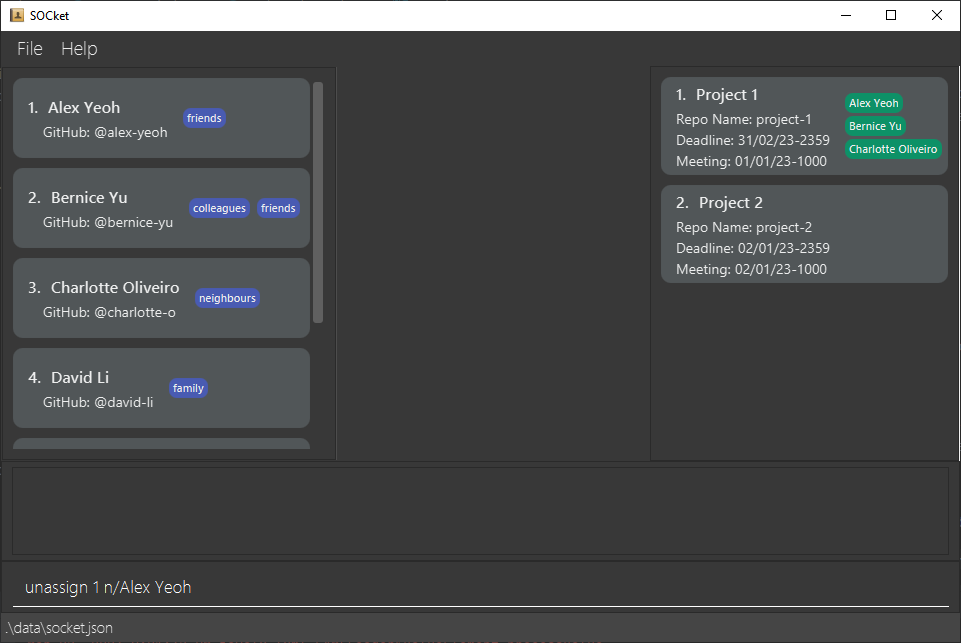 SOCket
File Help
1. Alex Yeoh
GitHub: @alex-yeoh
friends
2. Bernice Yu
GitHub: @bernice-yu
colleagues friends
3. Charlotte Oliveiro
GitHub: @charlotte-o
neighbours
4. David Li
GitHub: @david-li
family
1. Project 1
Repo Name: project-1
Deadline: 31/02/23-2359
Meeting: 01/01/23-1000
Alex Yeoh
Bernice Yu
Charlotte Oliveiro
2. Project 2
Repo Name: project-2
Deadline: 02/01/23-2359
Meeting: 02/01/23-1000
unassign 1 n/Alex Yeoh
.\data\socket.json